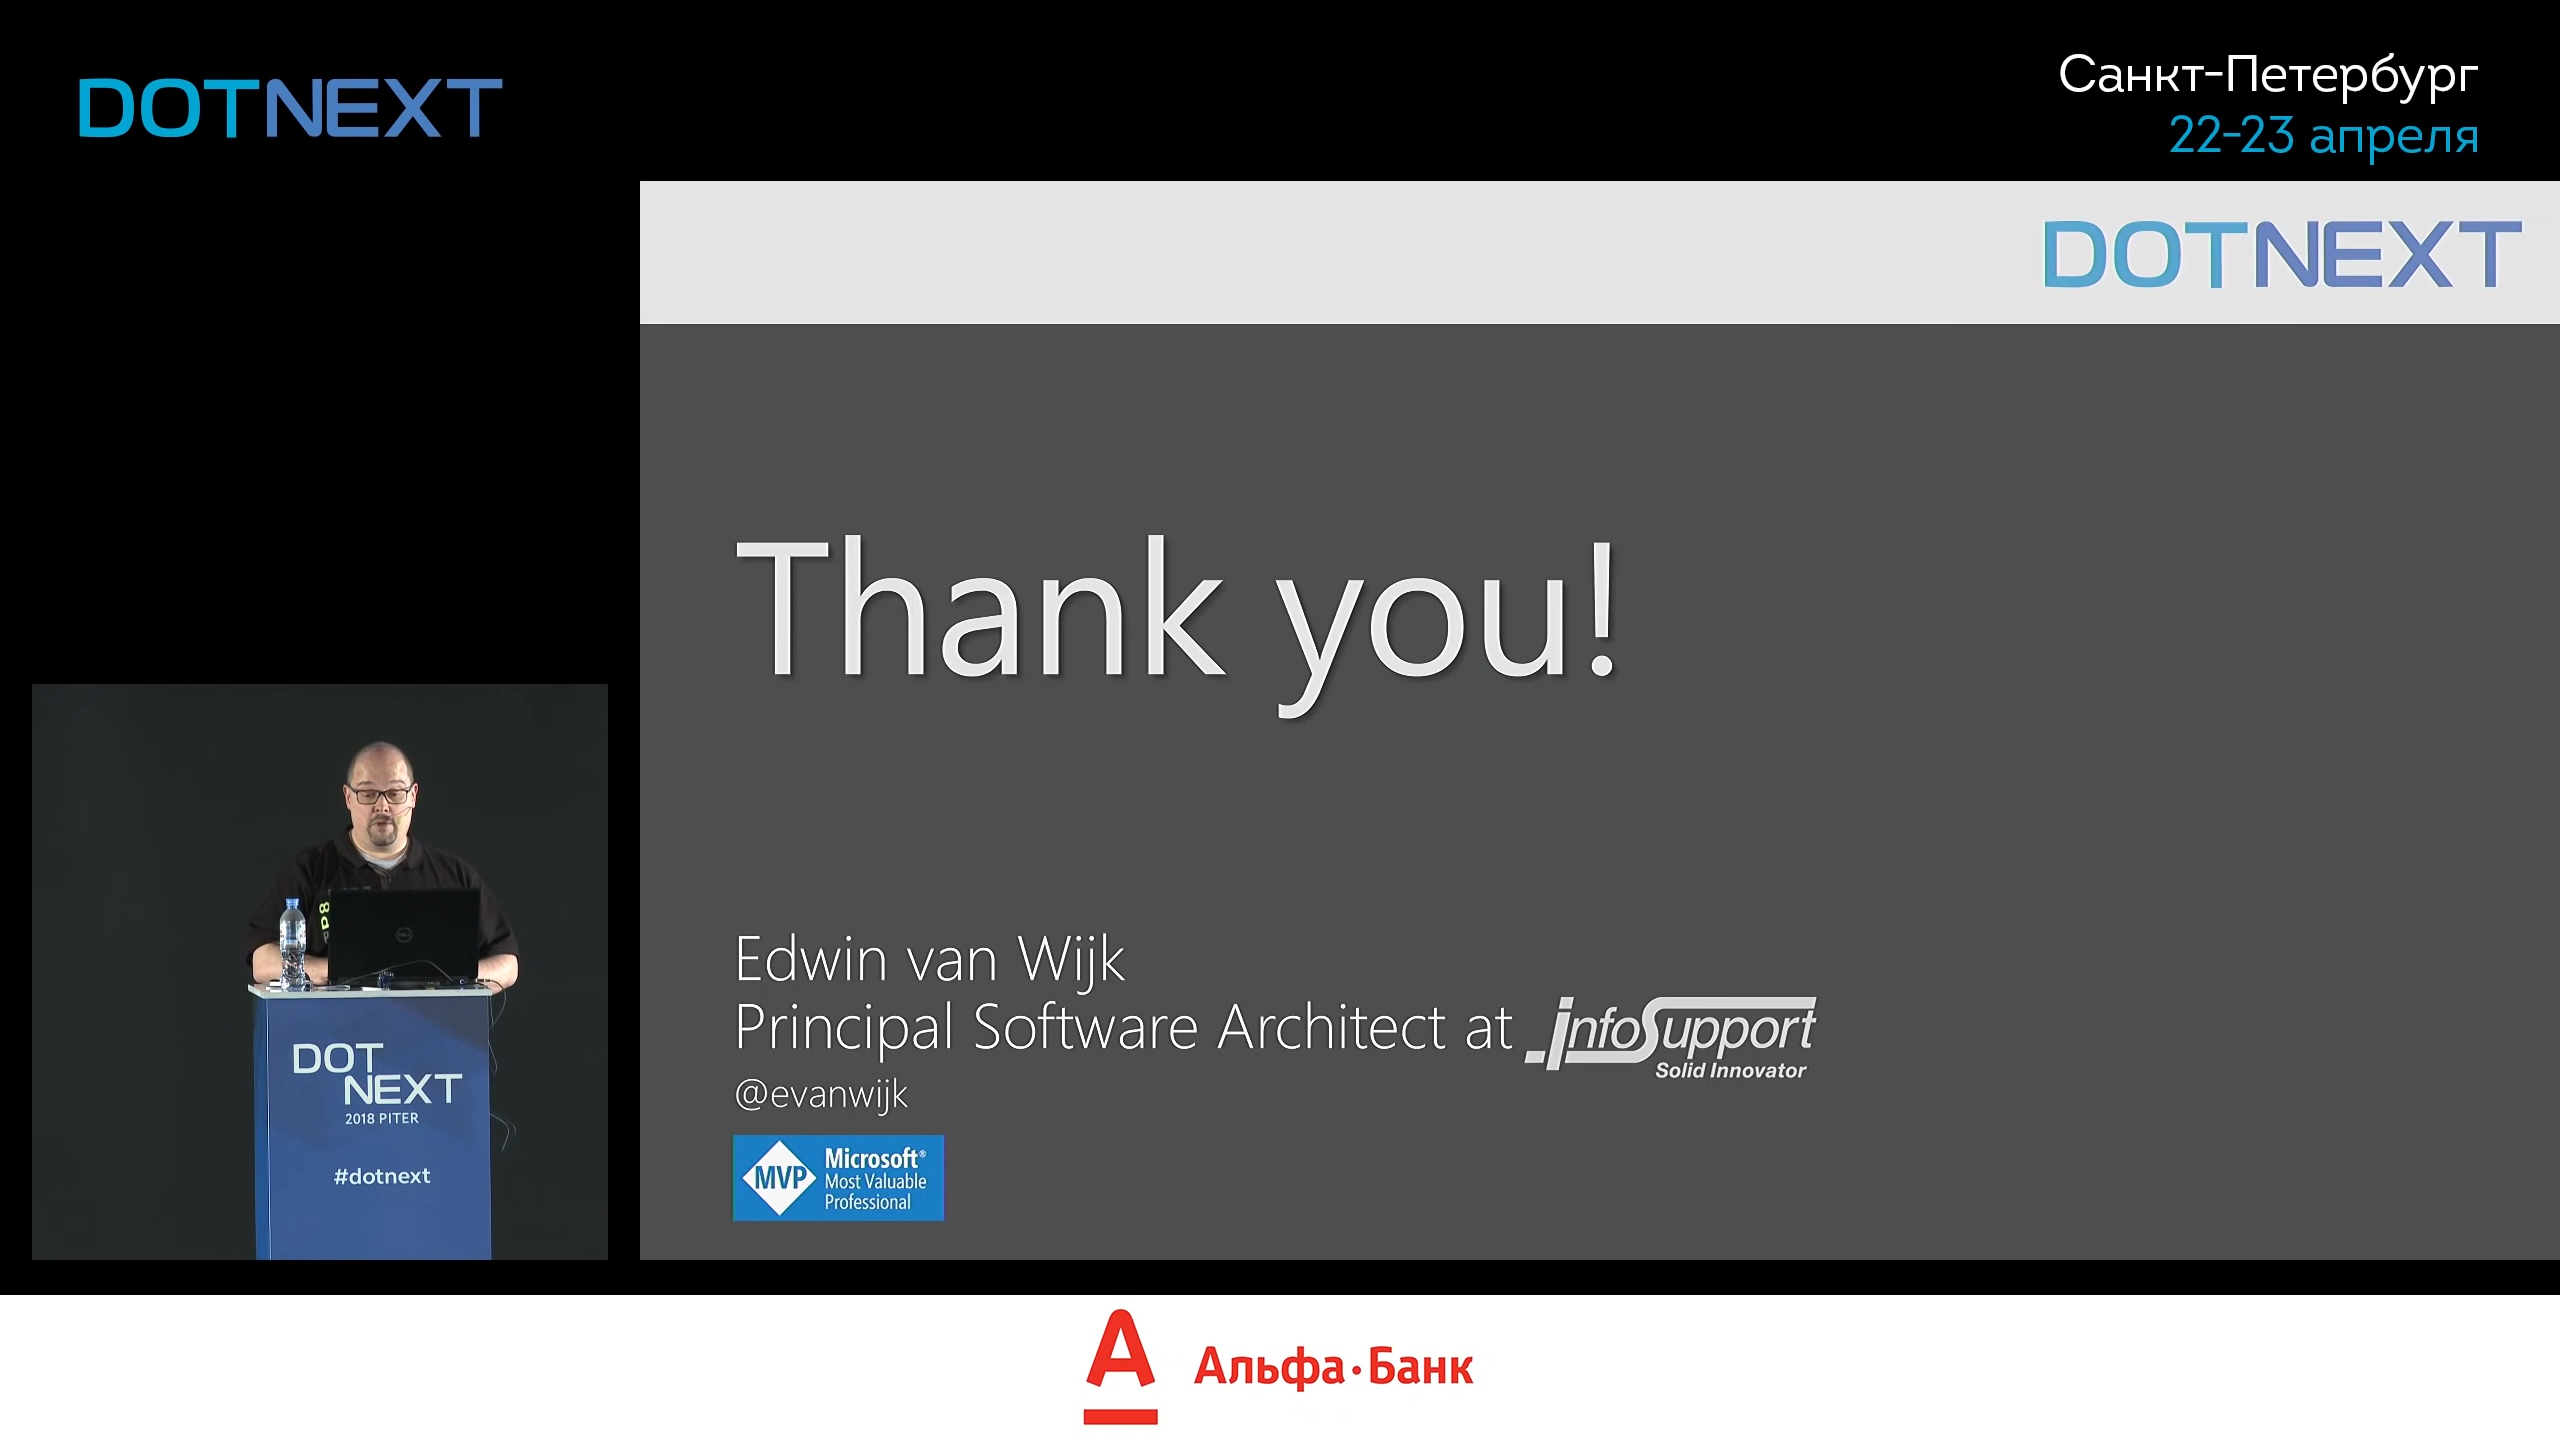 DOTNEXT
Санкт-Петербург
22-23 апреля
DOTNEXT
Thank you!
Edwin van Wijk
Principal Software Architect at infoSupport
Solid Innovator
@evanwijk
MVP
Microsoft®
Most Valuable
Professional
DELL
DOT
NEXT
2018 PITER
#dotnext
А
Альфа·Банк